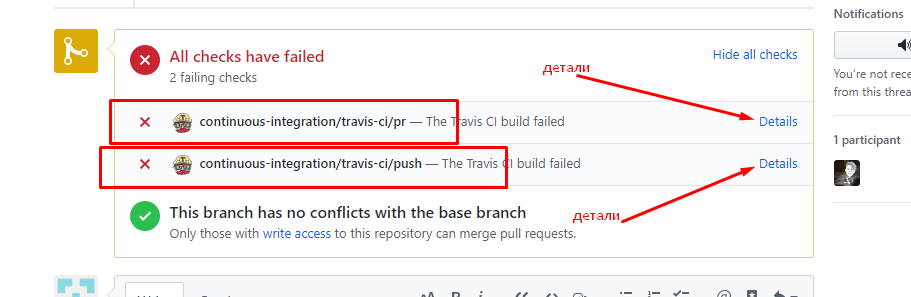 Notifications
All checks have failed
Hide all checks
2 failing checks
детали
You're not rece
from this threa
continuous-integration/travis-ci/pr — The Travis CI build failed
Details
1 participant
continuous-integration/travis-ci/push — The Travis CI build failed
Details
This branch has no conflicts with the base branch
детали
Only those with write access to this repository can merge pull requests.